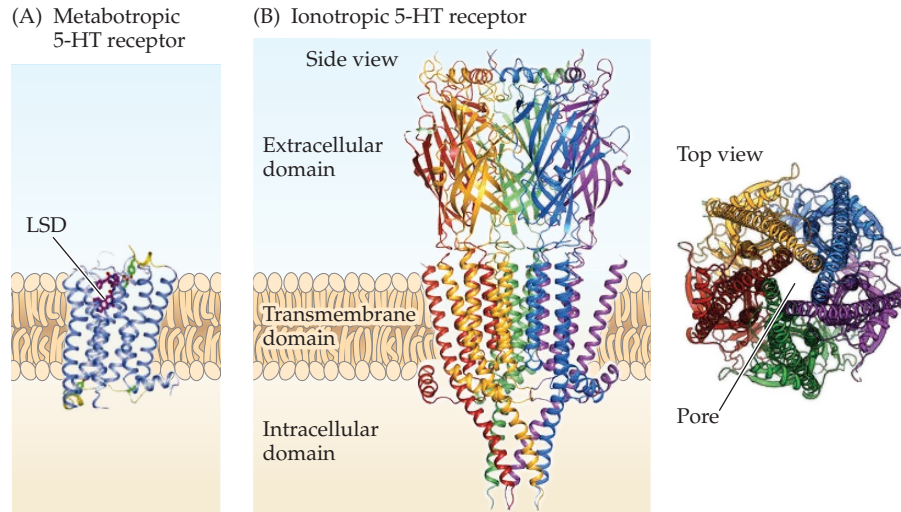 (A) Metabotropic
5-HT receptor
LSD
(B) Ionotropic 5-HT receptor
Side view
Extracellular
domain
Transmembrane
domain
Intracellular
domain
Top view
Pore